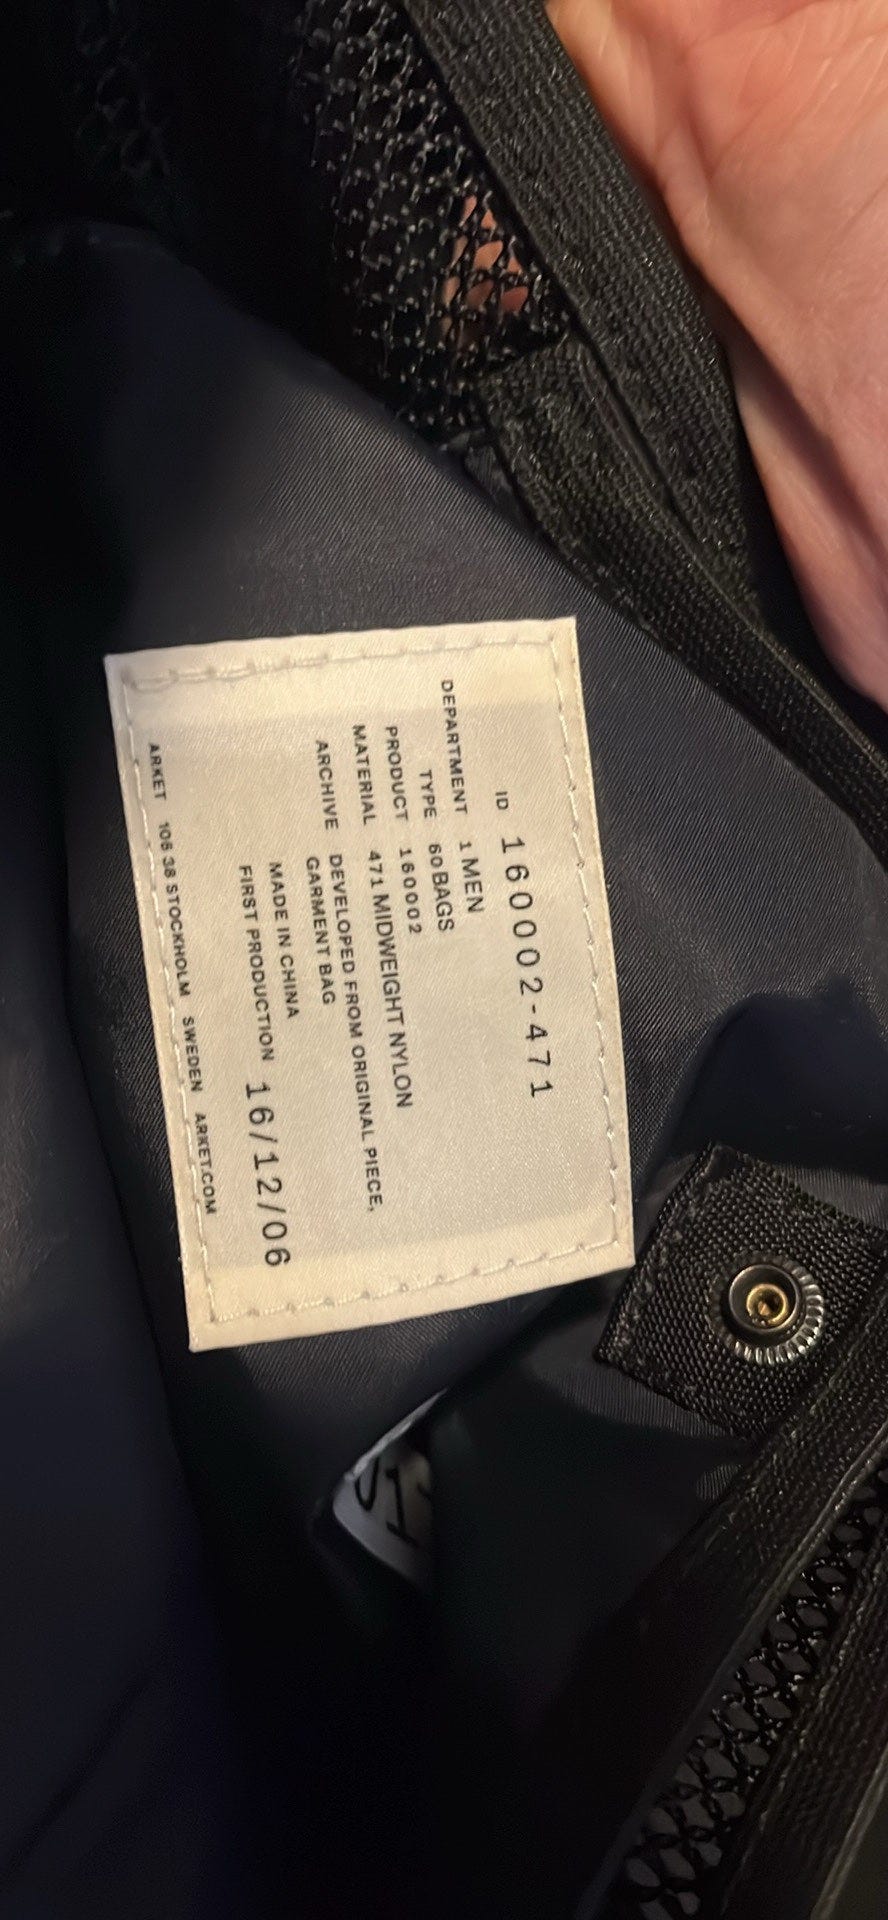 ID 160002-471
DEPARTMENT 1 MEN
TYPE 60 BAGS
PRODUCT 160002
MATERIAL 471 MIDWEIGHT NYLON
ARCHIVE DEVELOPED FROM ORIGINAL PIECE,
GARMENT BAG
MADE IN CHINA
FIRST PRODUCTION 16/12/06
ARKET 106 38 STOCKHOLM SWEDEN ARKET.COM